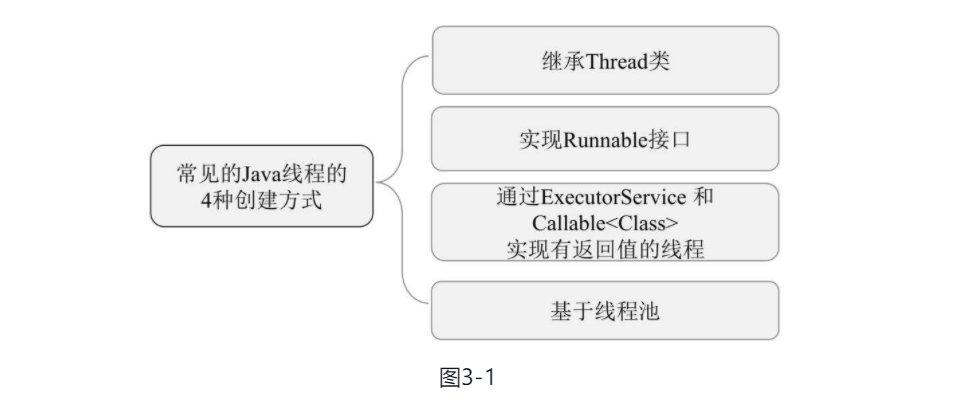 常见的Java线程的
4种创建方式
继承Thread类
实现Runnable接口
通过ExecutorService 和
Callable<Class>
实现有返回值的线程
基于线程池
图3-1